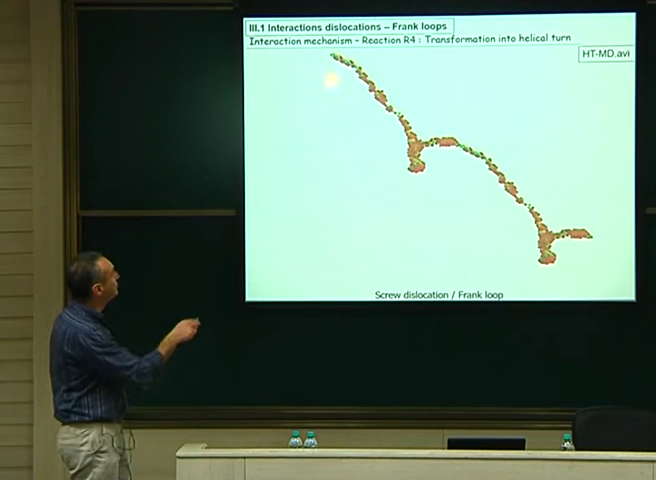 III.1 Interactions dislocations – Frank loops
Interaction mechanism – Reaction R4 : Transformation into helical turn
HT-MD.avi
Screw dislocation / Frank loop